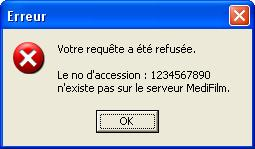 Erreur
Votre requête a été refusée.
Le no d'accession : 1234567890
n'existe pas sur le serveur MediFilm.
OK